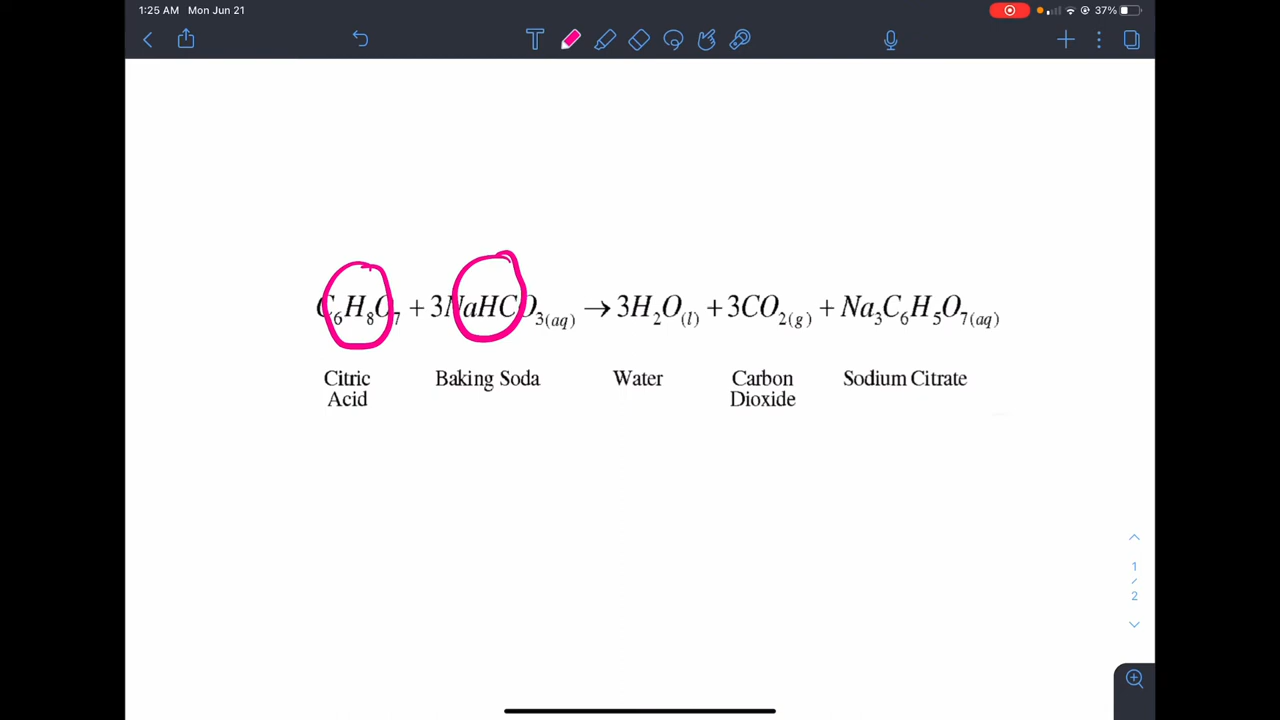 1:25 AM Mon Jun 21 37%
C₆H₈O₇ + 3NaHCO₃₍aq₎ → 3H₂O₍l₎ + 3CO₂₍g₎ + Na₃C₆H₅O₇₍aq₎
Citric Acid Baking Soda Water Carbon Dioxide Sodium Citrate
1
/
2